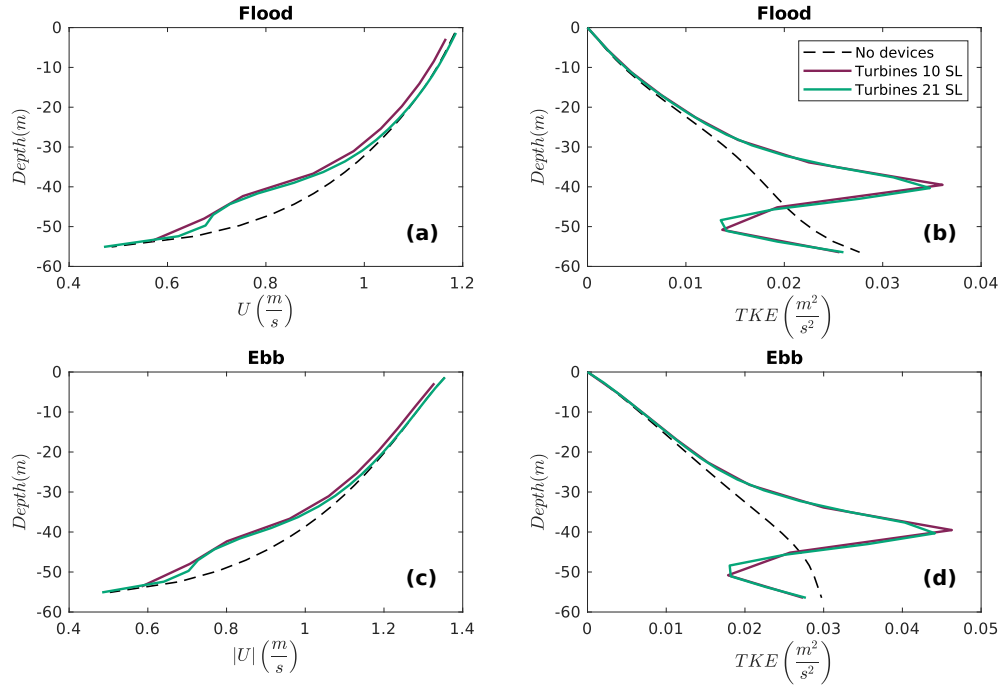 Flood
0
-10
-20
-30
-40
-50
-60
Depth(m)
(a)
0.4 0.6 0.8 1 1.2
U (m/s)
Flood
No devices
Turbines 10 SL
Turbines 21 SL
0
-10
-20
-30
-40
-50
-60
Depth(m)
(b)
0 0.01 0.02 0.03 0.04
TKE (m²/s²)
Ebb
0
-10
-20
-30
-40
-50
-60
Depth(m)
(c)
0.4 0.6 0.8 1 1.2 1.4
|U| (m/s)
Ebb
0
-10
-20
-30
-40
-50
-60
Depth(m)
(d)
0 0.01 0.02 0.03 0.04 0.05
TKE (m²/s²)